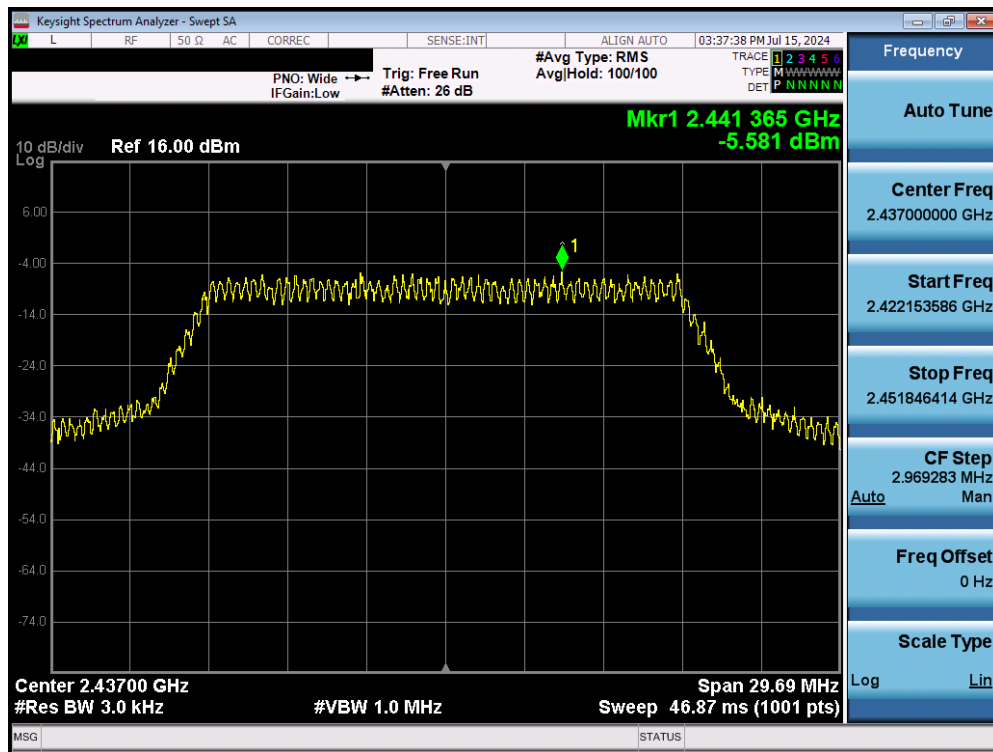 Keysight Spectrum Analyzer - Swept SA
LXI L RF 50 Ω AC CORREC SENSE:INT ALIGN AUTO 03:37:38 PM Jul 15, 2024
#Avg Type: RMS TRACE 1 2 3 4 5 6
PNO: Wide Trig: Free Run Avg|Hold: 100/100 TYPE M W W W W W
IFGain:Low #Atten: 26 dB DET P N N N N N
Mkr1 2.441 365 GHz
-5.581 dBm
10 dB/div Ref 16.00 dBm
Log
1
6.00
-4.00
-14.0
-24.0
-34.0
-44.0
-54.0
-64.0
-74.0
Center 2.43700 GHz Span 29.69 MHz
#Res BW 3.0 kHz #VBW 1.0 MHz Sweep 46.87 ms (1001 pts)
MSG STATUS
Frequency
Auto Tune
Center Freq
2.437000000 GHz
Start Freq
2.422153586 GHz
Stop Freq
2.451846414 GHz
CF Step
2.969283 MHz
Auto Man
Freq Offset
0 Hz
Scale Type
Log Lin